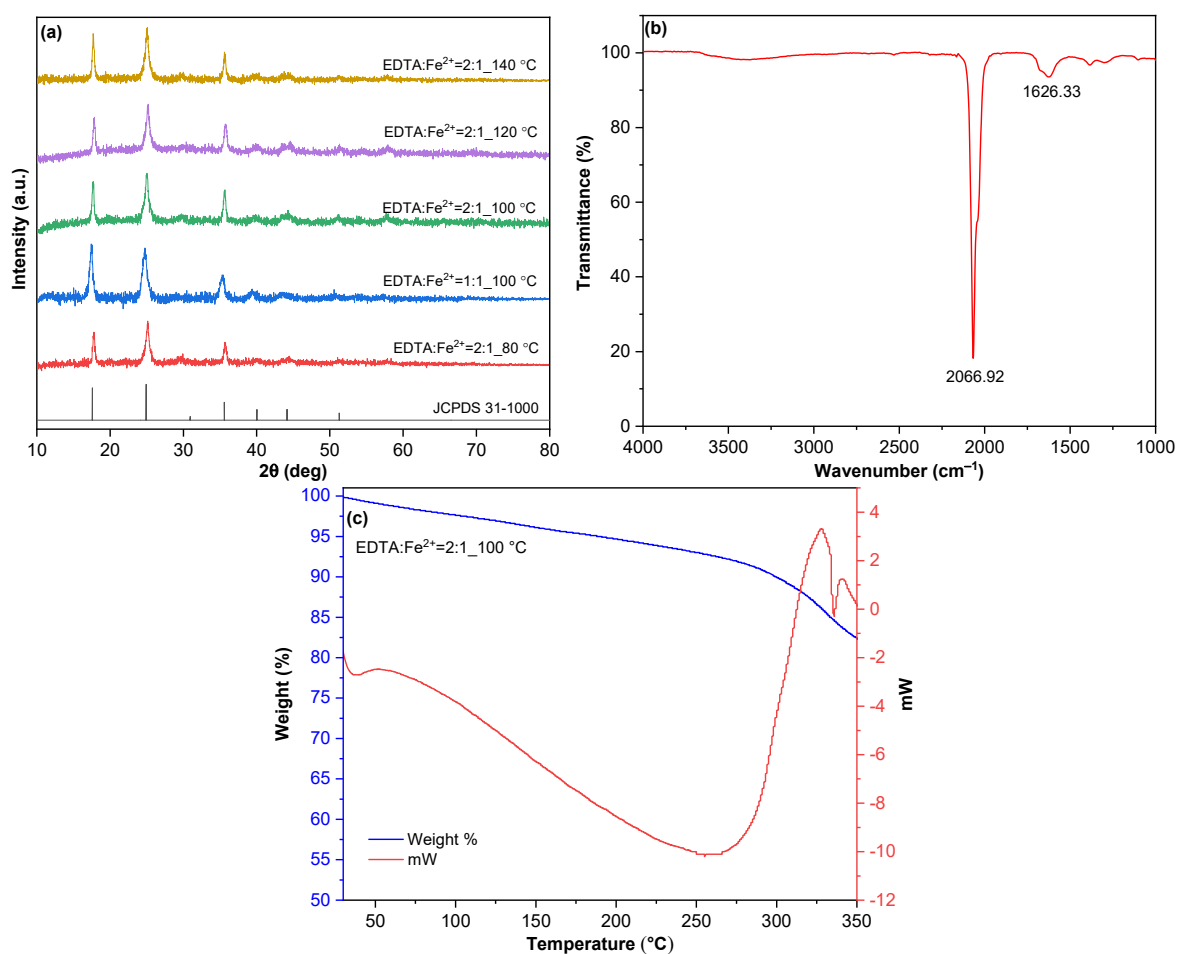 (a)
EDTA:Fe²⁺=2:1_140 °C
EDTA:Fe²⁺=2:1_120 °C
EDTA:Fe²⁺=2:1_100 °C
EDTA:Fe²⁺=1:1_100 °C
EDTA:Fe²⁺=2:1_80 °C
JCPDS 31-1000
Intensity (a.u.)
10 20 30 40 50 60 70 80
2θ (deg)
(b)
100
80
60
40
20
0
Transmittance (%)
1626.33
2066.92
4000 3500 3000 2500 2000 1500 1000
Wavenumber (cm⁻¹)
(c)
EDTA:Fe²⁺=2:1_100 °C
100
95
90
85
80
75
70
65
60
55
50
Weight (%)
Weight %
mW
4
2
0
-2
-4
-6
-8
-10
-12
mW
50 100 150 200 250 300 350
Temperature (°C)